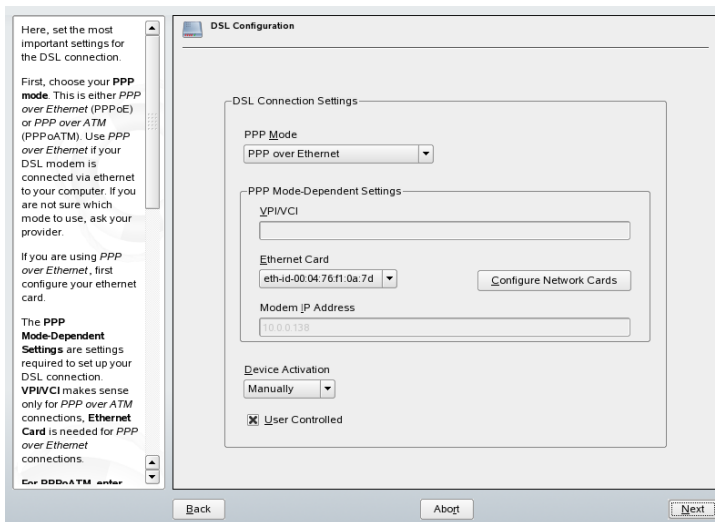 Here, set the most
important settings for
the DSL connection.
First, choose your PPP
mode. This is either PPP
over Ethernet (PPPoE)
or PPP over ATM
(PPPoATM). Use PPP
over Ethernet if your
DSL modem is
connected via ethernet
to your computer. If you
are not sure which
mode to use, ask your
provider.
If you are using PPP
over Ethernet, first
configure your ethernet
card.
The PPP
Mode-Dependent
Settings are settings
required to set up your
DSL connection.
VPI/VCI makes sense
only for PPP over ATM
connections, Ethernet
Card is needed for PPP
over Ethernet
connections.
For PPPoATM, enter
DSL Configuration
DSL Connection Settings
PPP Mode
PPP over Ethernet
PPP Mode-Dependent Settings
VPI/VCI
Ethernet Card
eth-id-00:04:76:f1:0a:7d
Configure Network Cards
Modem IP Address
10.0.0.138
Device Activation
Manually
User Controlled
Back
Abort
Next